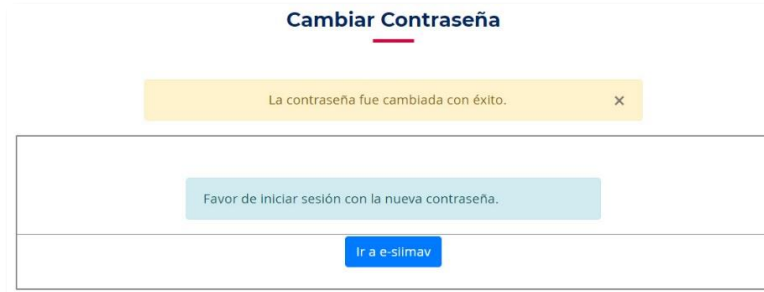 Cambiar Contraseña
La contraseña fue cambiada con éxito. ×
Favor de iniciar sesión con la nueva contraseña.
Ir a e-siimav